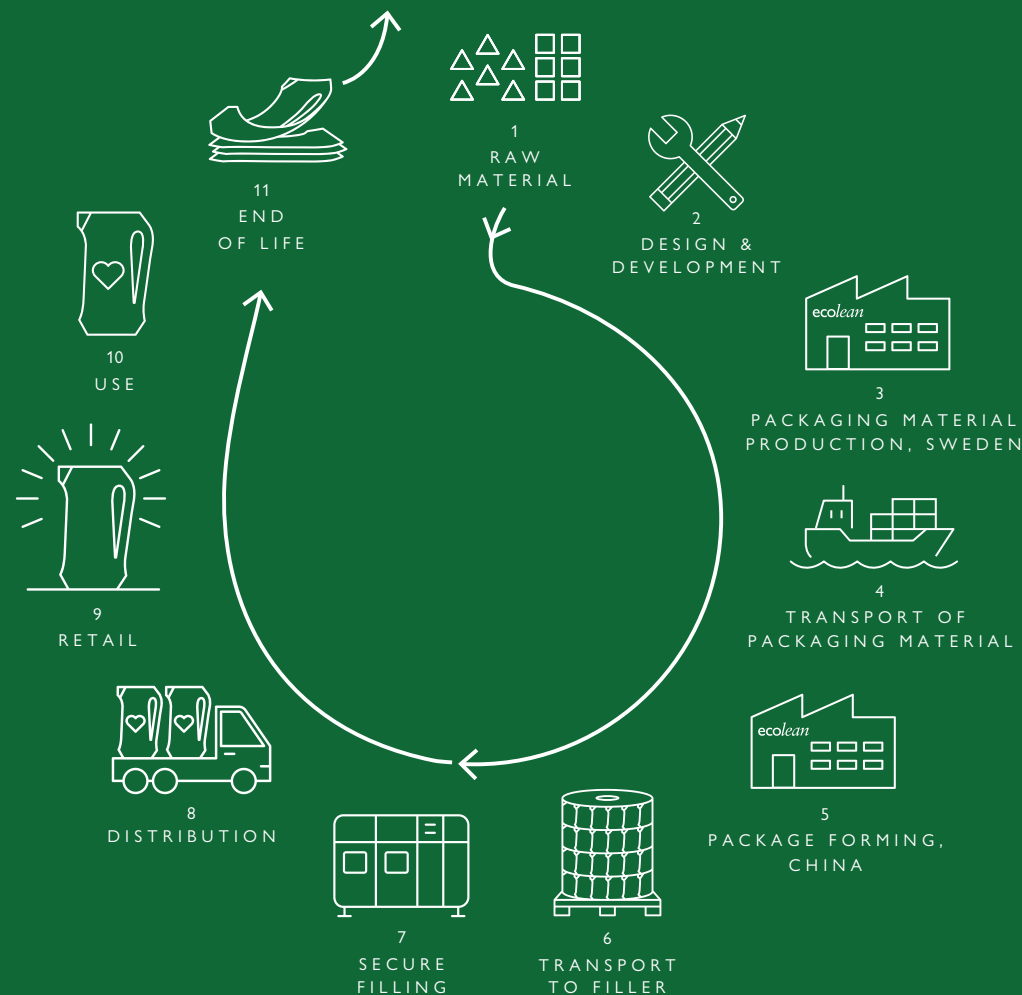 1
RAW
MATERIAL
2
DESIGN &
DEVELOPMENT
ecolean
3
PACKAGING MATERIAL
PRODUCTION, SWEDEN
4
TRANSPORT OF
PACKAGING MATERIAL
ecolean
5
PACKAGE FORMING,
CHINA
6
TRANSPORT
TO FILLER
7
SECURE
FILLING
8
DISTRIBUTION
9
RETAIL
10
USE
11
END
OF LIFE